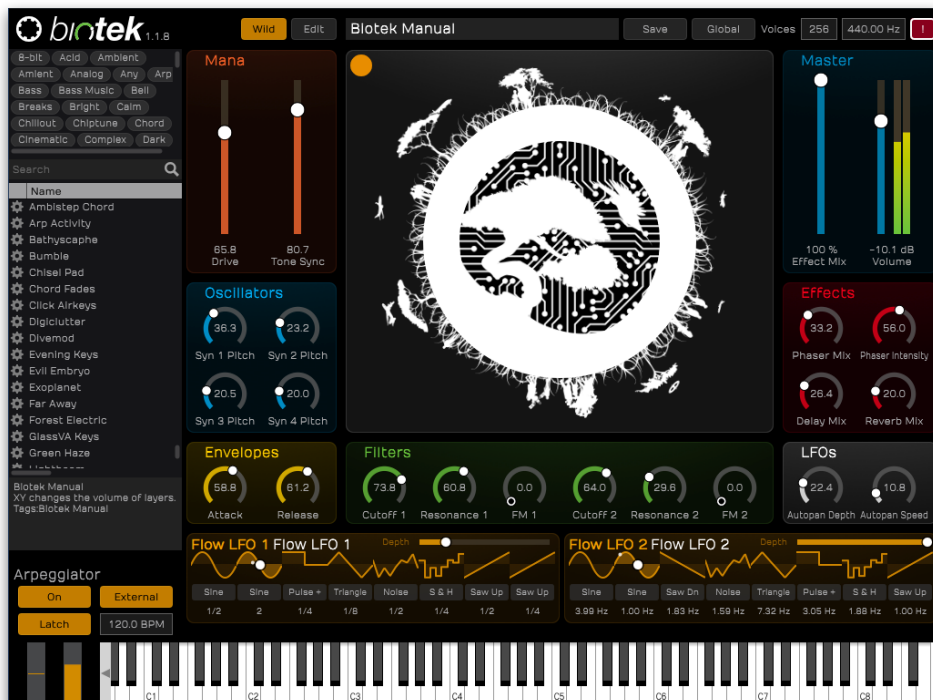 biotek 1.1.8
Wild Edit Biotek Manual Save Global Voices 256 440.00 Hz !
8-bit Acid Ambient
Amient Analog Any Arp
Bass Bass Music Bell
Breaks Bright Calm
Chillout Chiptune Chord
Cinematic Complex Dark
Search
Name
Ambistep Chord
Arp Activity
Bathyscaphe
Bumble
Chisel Pad
Chord Fades
Click Airkeys
Digiclutter
Divemod
Evening Keys
Evil Embryo
Exoplanet
Far Away
Forest Electric
GlassVA Keys
Green Haze
Biotek Manual
XY changes the volume of layers.
Tags:Biotek Manual
Arpeggiator
On External
Latch 120.0 BPM
Mana
65.8 80.7
Drive Tone Sync
Oscillators
36.3 23.2
Syn 1 Pitch Syn 2 Pitch
20.5 20.0
Syn 3 Pitch Syn 4 Pitch
Envelopes
58.8 61.2
Attack Release
Filters
73.8 60.8 0.0 64.0 29.6 0.0
Cutoff 1 Resonance 1 FM 1 Cutoff 2 Resonance 2 FM 2
Master
100 % -10.1 dB
Effect Mix Volume
Effects
33.2 56.0
Phaser Mix Phaser Intensity
26.4 20.0
Delay Mix Reverb Mix
LFOs
22.4 10.8
Autopan Depth Autopan Speed
Flow LFO 1 Flow LFO 1 Depth
Sine Sine Pulse + Triangle Noise S & H Saw Up Saw Up
1/2 2 1/4 1/8 1/2 1/4 1/2 1/4
Flow LFO 2 Flow LFO 2 Depth
Sine Sine Saw Dn Noise Triangle Pulse + S & H Saw Up
3.99 Hz 1.00 Hz 1.83 Hz 1.59 Hz 7.32 Hz 3.05 Hz 1.88 Hz 1.00 Hz
C1 C2 C3 C4 C5 C6 C7 C8